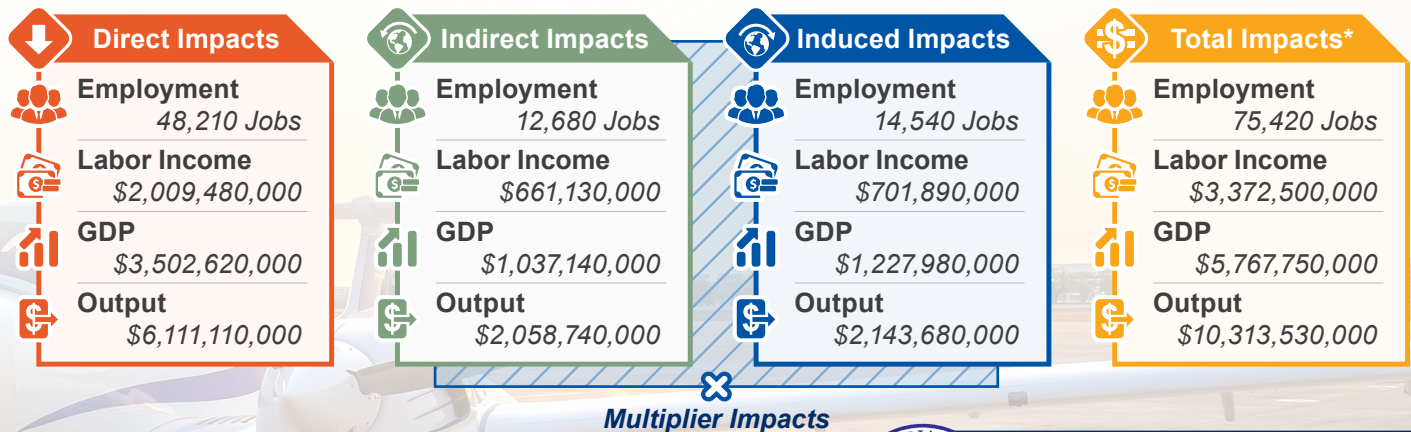 Direct Impacts
Employment
48,210 Jobs
Labor Income
$2,009,480,000
GDP
$3,502,620,000
Output
$6,111,110,000
Indirect Impacts
Employment
12,680 Jobs
Labor Income
$661,130,000
GDP
$1,037,140,000
Output
$2,058,740,000
Induced Impacts
Employment
14,540 Jobs
Labor Income
$701,890,000
GDP
$1,227,980,000
Output
$2,143,680,000
Total Impacts*
Employment
75,420 Jobs
Labor Income
$3,372,500,000
GDP
$5,767,750,000
Output
$10,313,530,000
Multiplier Impacts